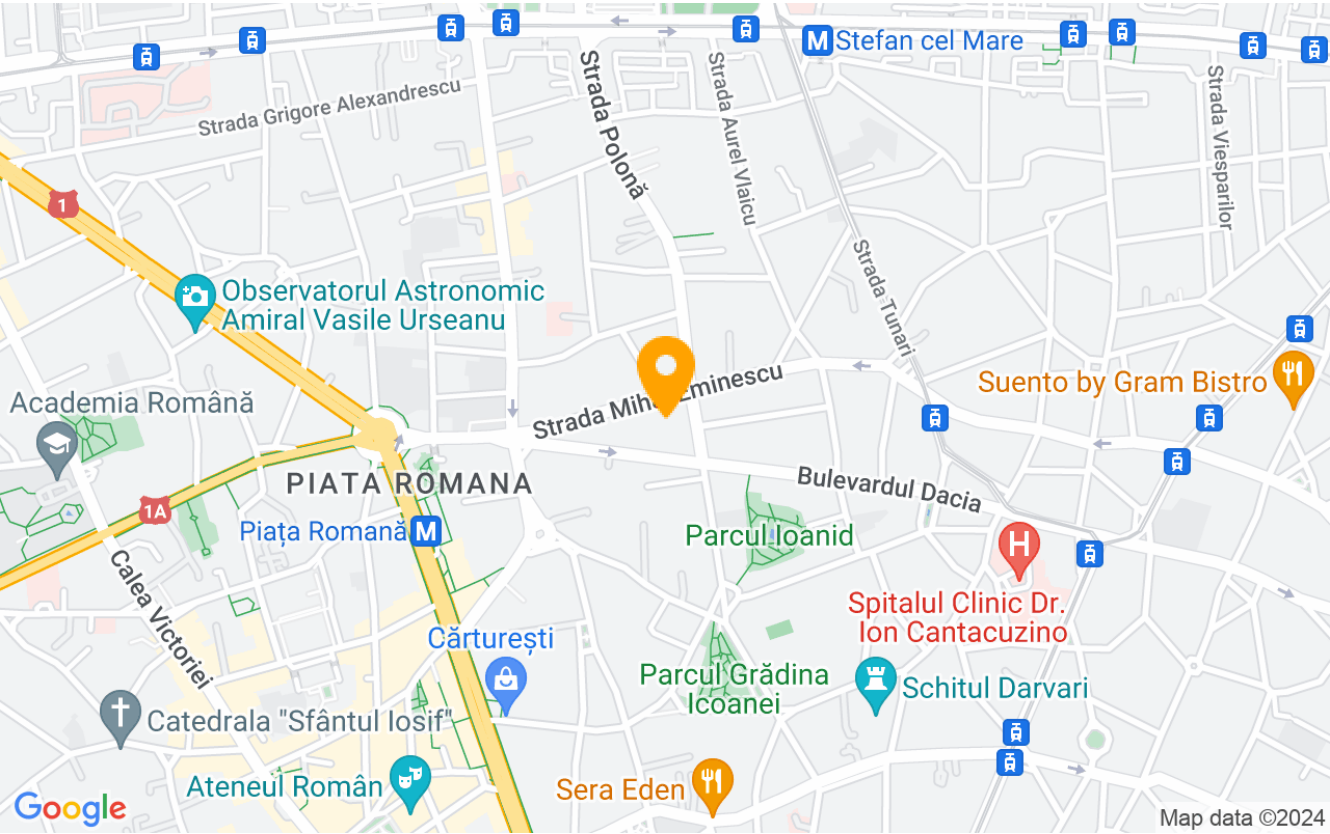 M Stefan cel Mare
Strada Grigore Alexandrescu
Strada Polonă
Strada Aurel Vlaicu
Strada Viesparilor
1
Strada Tunari
Observatorul Astronomic
Amiral Vasile Urseanu
Strada Mihai Eminescu
Suento by Gram Bistro
Academia Română
PIATA ROMANA
Bulevardul Dacia
1A
Piața Romană M
Parcul Ioanid
H
Calea Victoriei
Spitalul Clinic Dr.
Ion Cantacuzino
Cărturești
Parcul Grădina
Icoanei
Schitul Darvari
Catedrala "Sfântul Iosif"
Ateneul Român
Sera Eden
Google
Map data ©2024